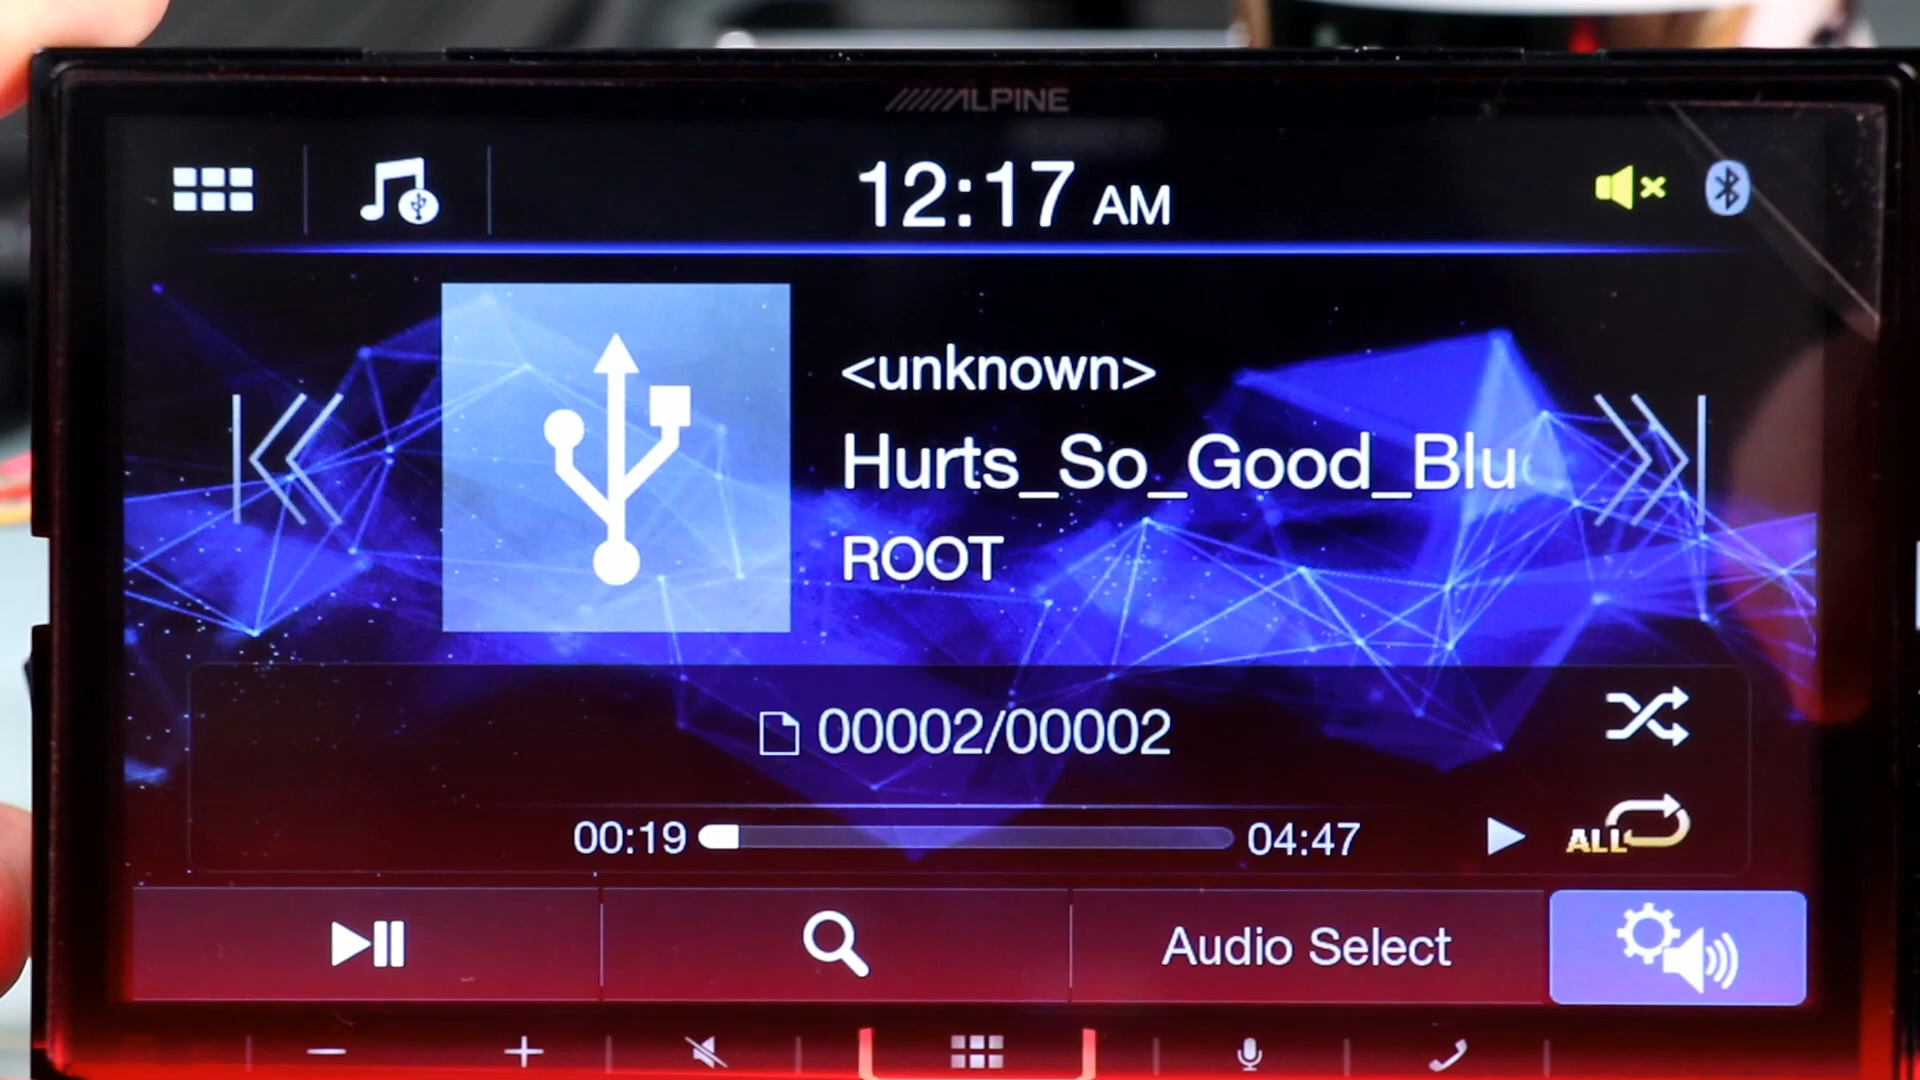 ALPINE
12:17 AM
<unknown>
Hurts_So_Good_Blu
ROOT
00002/00002
00:19
04:47
ALL
Audio Select